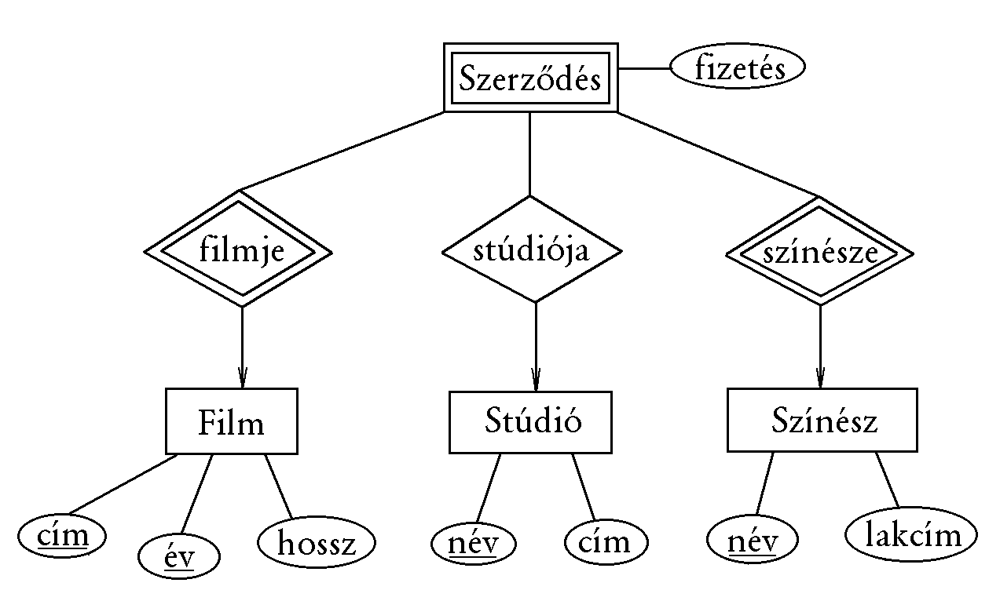 Szerződés
fizetés
filmje
stúdiója
színésze
Film
Stúdió
Színész
cím
év
hossz
név
cím
név
lakcím